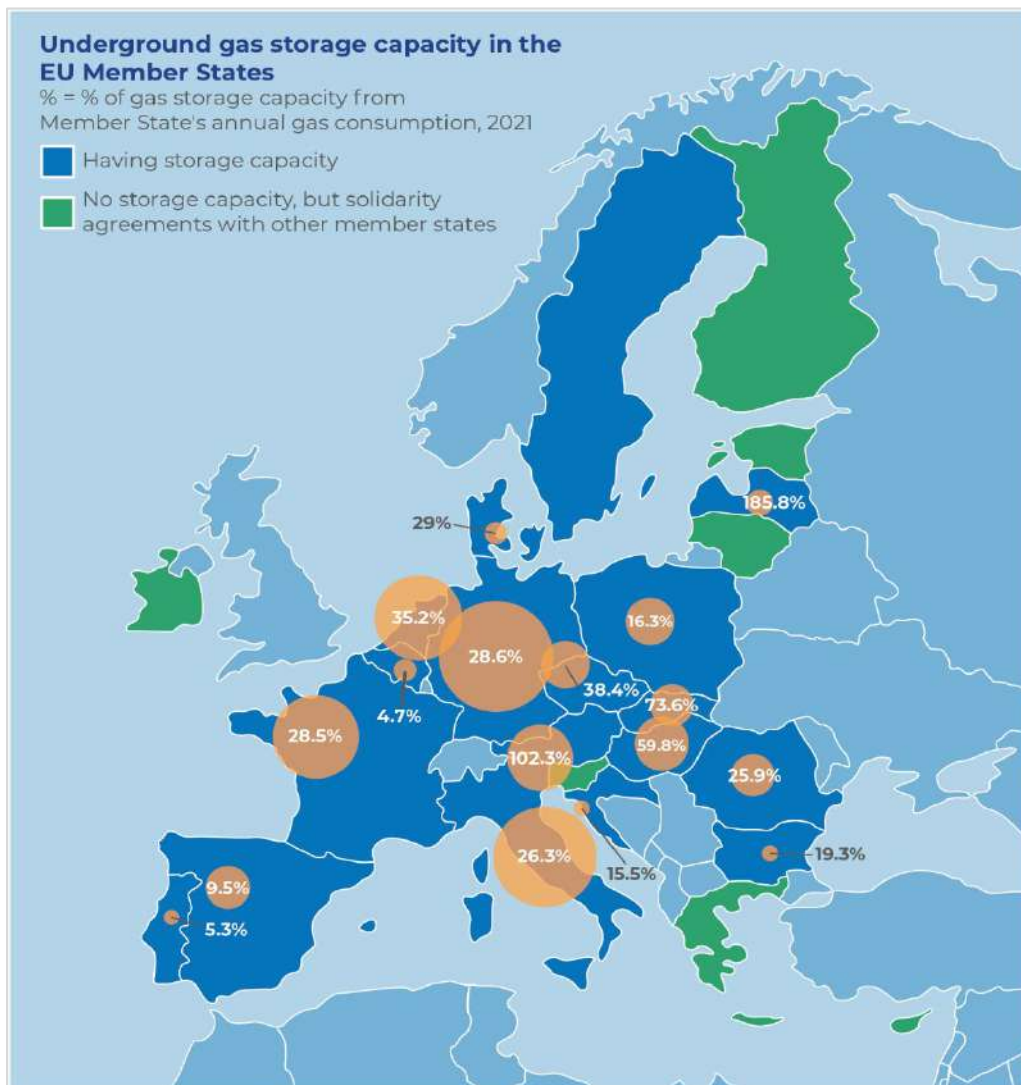 Underground gas storage capacity in the
EU Member States
% = % of gas storage capacity from
Member State's annual gas consumption, 2021
Having storage capacity
No storage capacity, but solidarity
agreements with other member states
185.8%
29%
35.2%
16.3%
28.6%
38.4%
4.7%
73.6%
28.5%
59.8%
102.3%
25.9%
26.3%
15.5%
19.3%
9.5%
5.3%